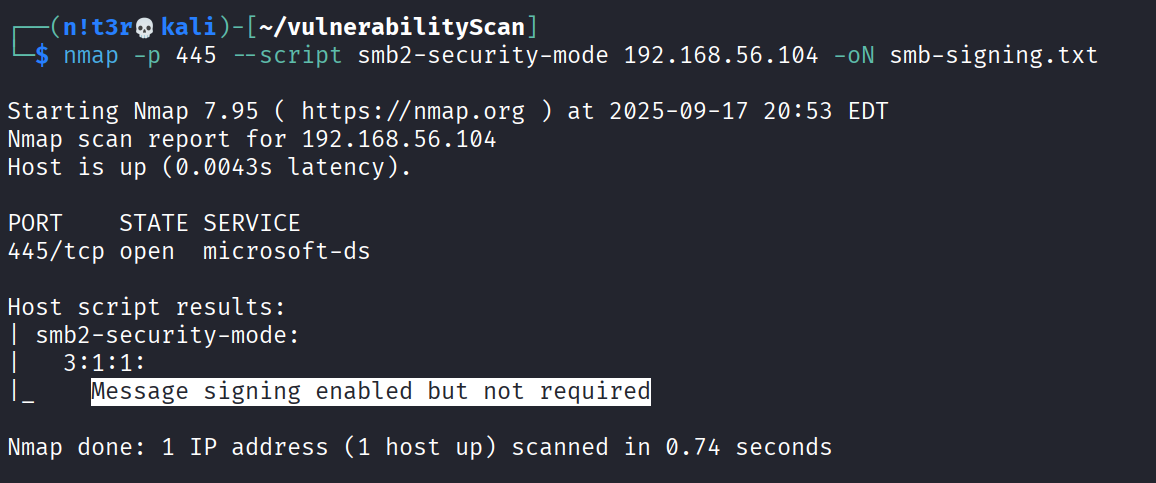 ┌──(n!t3r💀kali)-[~/vulnerabilityScan]
└─$ nmap -p 445 --script smb2-security-mode 192.168.56.104 -oN smb-signing.txt
Starting Nmap 7.95 ( https://nmap.org ) at 2025-09-17 20:53 EDT
Nmap scan report for 192.168.56.104
Host is up (0.0043s latency).
PORT    STATE SERVICE
445/tcp open  microsoft-ds
Host script results:
| smb2-security-mode:
|   3:1:1:
|_    Message signing enabled but not required
Nmap done: 1 IP address (1 host up) scanned in 0.74 seconds